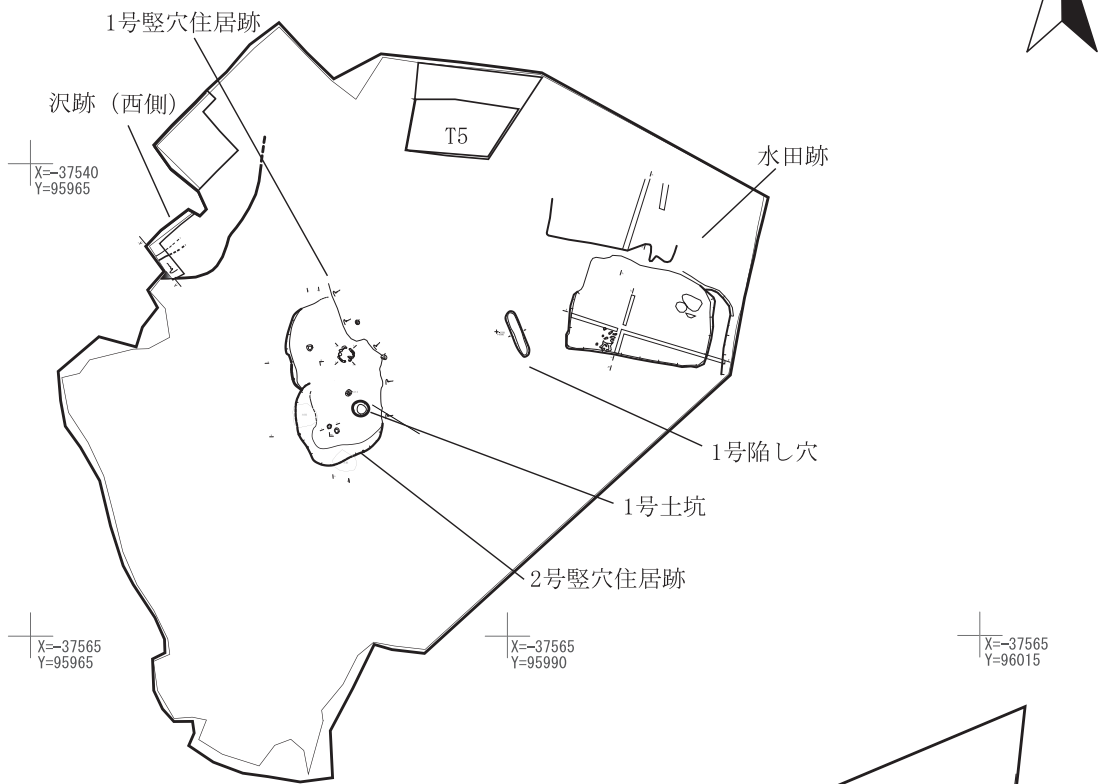 1号竪穴住居跡
沢跡（西側）
T5
水田跡
X=-37540
Y=95965
1号陥し穴
1号土坑
2号竪穴住居跡
X=-37565
Y=95965
X=-37565
Y=95990
X=-37565
Y=96015